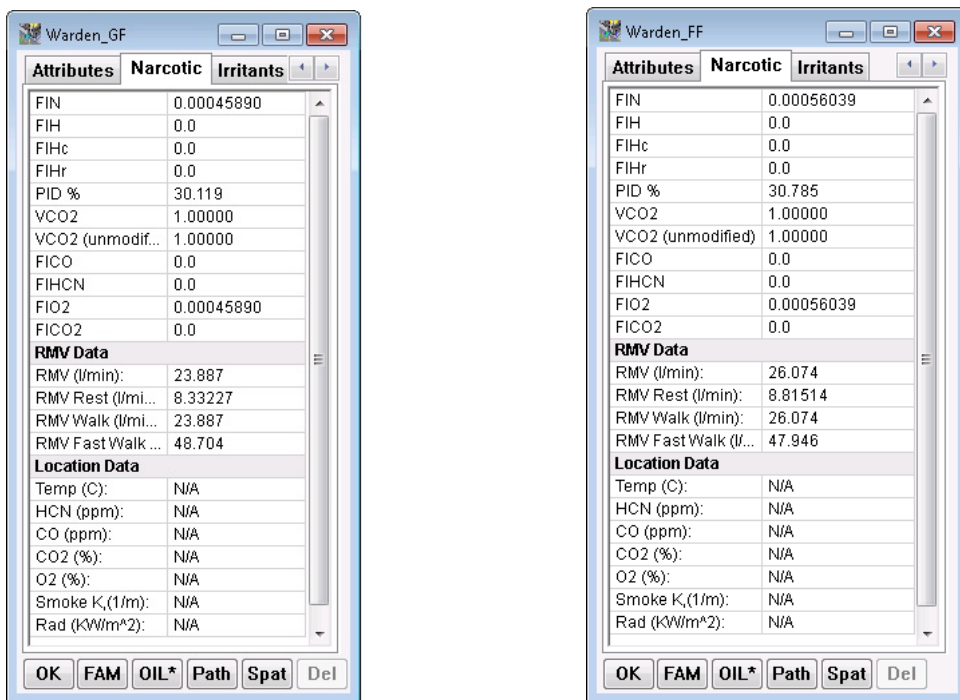 Warden_GF
Attributes Narcotic Irritants
FIN 0.00045890
FIH 0.0
FIHc 0.0
FIHr 0.0
PID % 30.119
VCO2 1.00000
VCO2 (unmodif... 1.00000
FICO 0.0
FIHCN 0.0
FIO2 0.00045890
FICO2 0.0
RMV Data
RMV (l/min): 23.887
RMV Rest (l/mi... 8.33227
RMV Walk (l/mi... 23.887
RMV Fast Walk ... 48.704
Location Data
Temp (C): N/A
HCN (ppm): N/A
CO (ppm): N/A
CO2 (%): N/A
O2 (%): N/A
Smoke K,(1/m): N/A
Rad (KW/m^2): N/A
OK FAM OIL* Path Spat Del
Warden_FF
Attributes Narcotic Irritants
FIN 0.00056039
FIH 0.0
FIHc 0.0
FIHr 0.0
PID % 30.785
VCO2 1.00000
VCO2 (unmodified) 1.00000
FICO 0.0
FIHCN 0.0
FIO2 0.00056039
FICO2 0.0
RMV Data
RMV (l/min): 26.074
RMV Rest (l/min): 8.81514
RMV Walk (l/min): 26.074
RMV Fast Walk (l/... 47.946
Location Data
Temp (C): N/A
HCN (ppm): N/A
CO (ppm): N/A
CO2 (%): N/A
O2 (%): N/A
Smoke K,(1/m): N/A
Rad (KW/m^2): N/A
OK FAM OIL* Path Spat Del